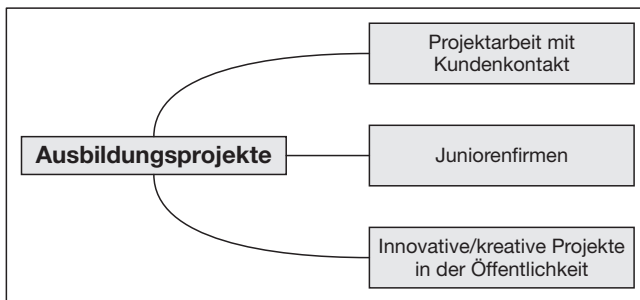 Projektarbeit mit
Kundenkontakt
Ausbildungsprojekte
Juniorenfirmen
Innovative/kreative Projekte
in der Öffentlichkeit